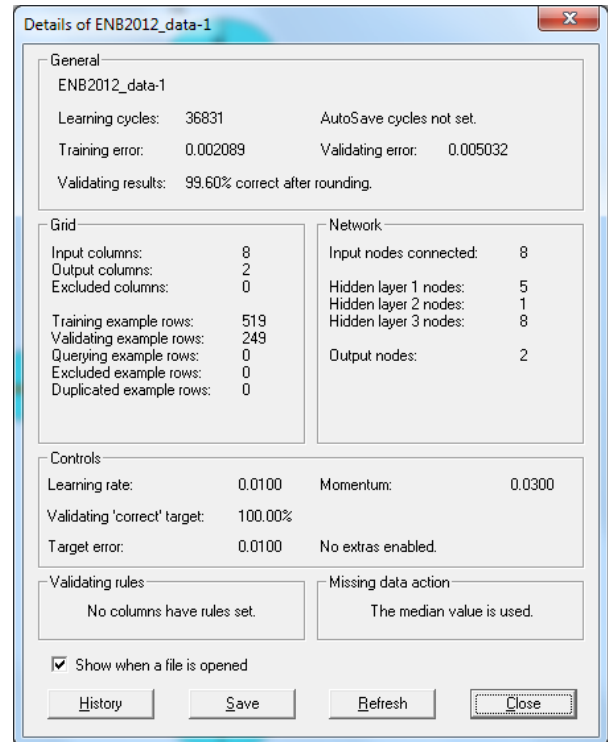 Details of ENB2012_data-1
General
ENB2012_data-1
Learning cycles: 36831 AutoSave cycles not set.
Training error: 0.002089 Validating error: 0.005032
Validating results: 99.60% correct after rounding.
Grid
Input columns: 8
Output columns: 2
Excluded columns: 0
Training example rows: 519
Validating example rows: 249
Querying example rows: 0
Excluded example rows: 0
Duplicated example rows: 0
Network
Input nodes connected: 8
Hidden layer 1 nodes: 5
Hidden layer 2 nodes: 1
Hidden layer 3 nodes: 8
Output nodes: 2
Controls
Learning rate: 0.0100 Momentum: 0.0300
Validating 'correct' target: 100.00%
Target error: 0.0100 No extras enabled.
Validating rules
No columns have rules set.
Missing data action
The median value is used.
Show when a file is opened
History Save Refresh Close